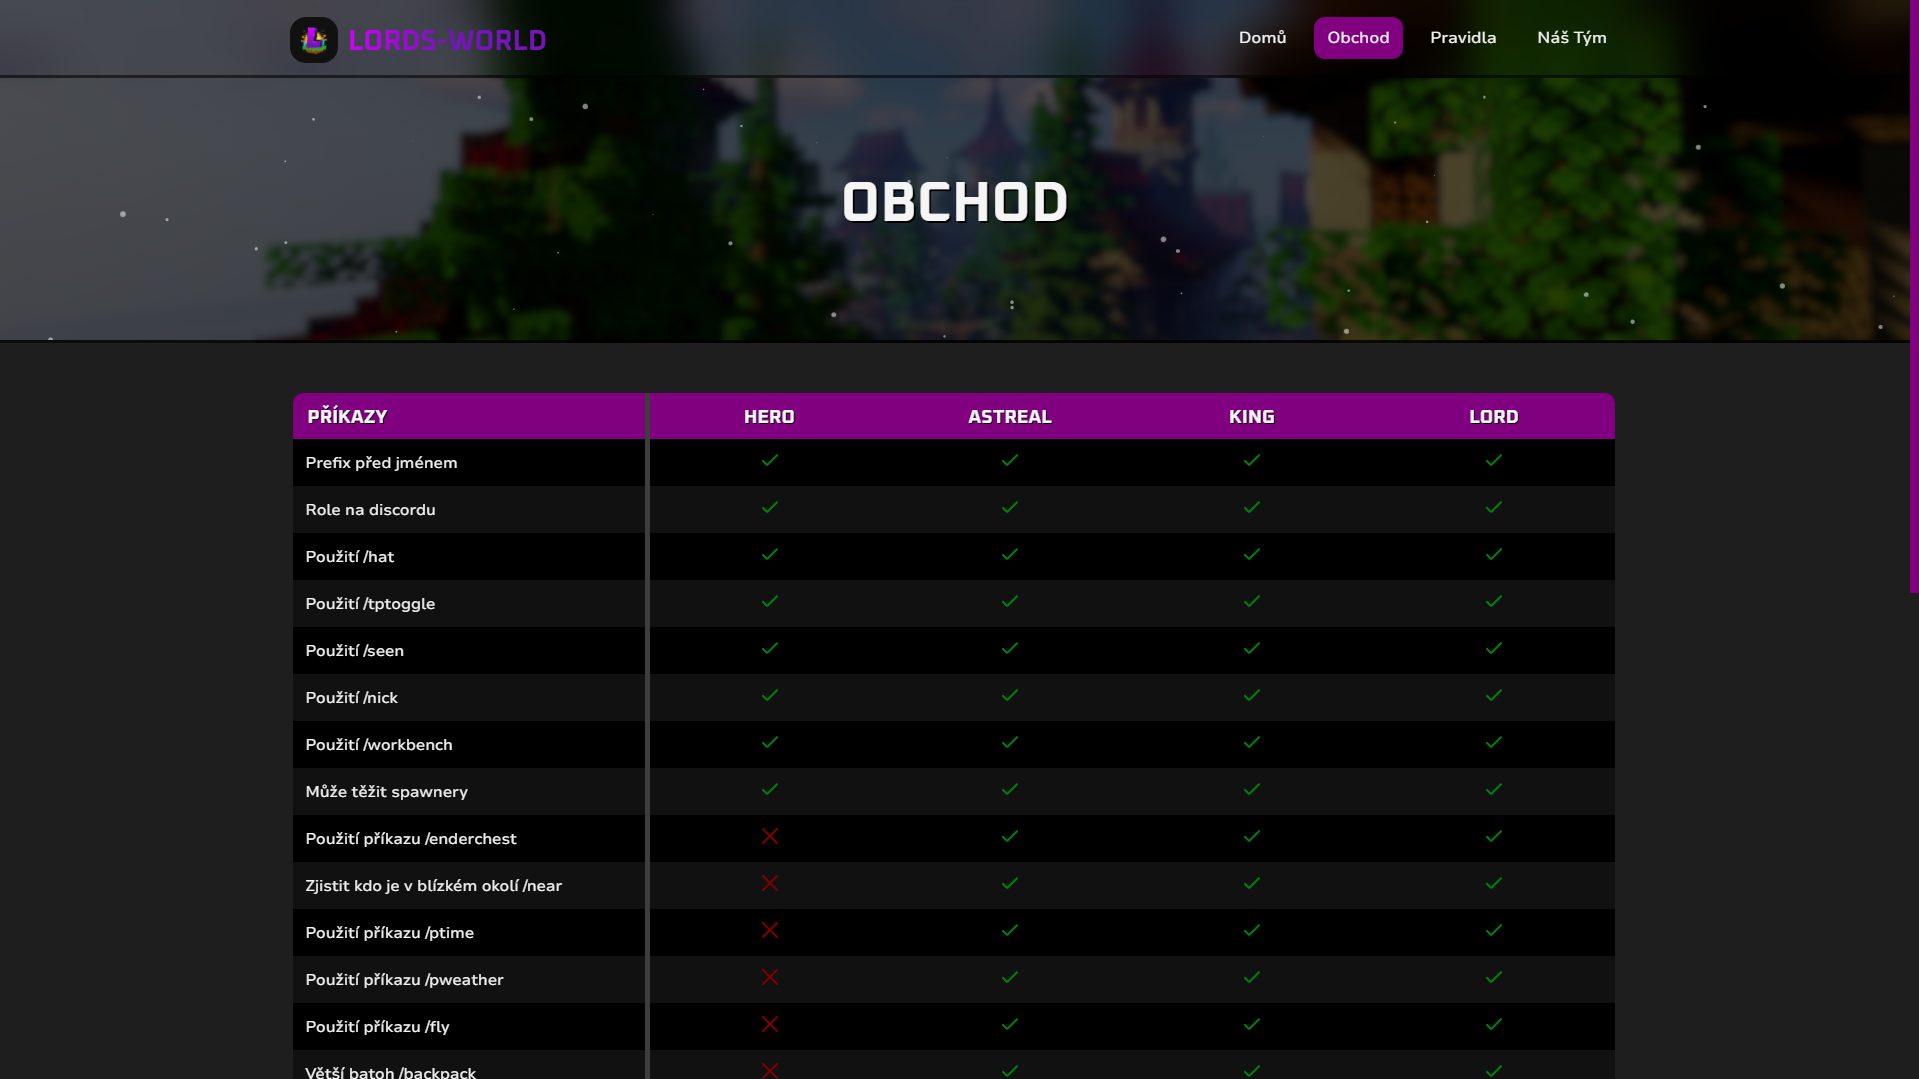 LORDS-WORLD
Domů
Obchod
Pravidla
Náš Tým
OBCHOD
PŘÍKAZY HERO ASTREAL KING LORD
Prefix před jménem
Role na discordu
Použití /hat
Použití /tptoggle
Použití /seen
Použití /nick
Použití /workbench
Může těžit spawnery
Použití příkazu /enderchest
Zjistit kdo je v blízkém okolí /near
Použití příkazu /ptime
Použití příkazu /pweather
Použití příkazu /fly
Větší batoh /backpack